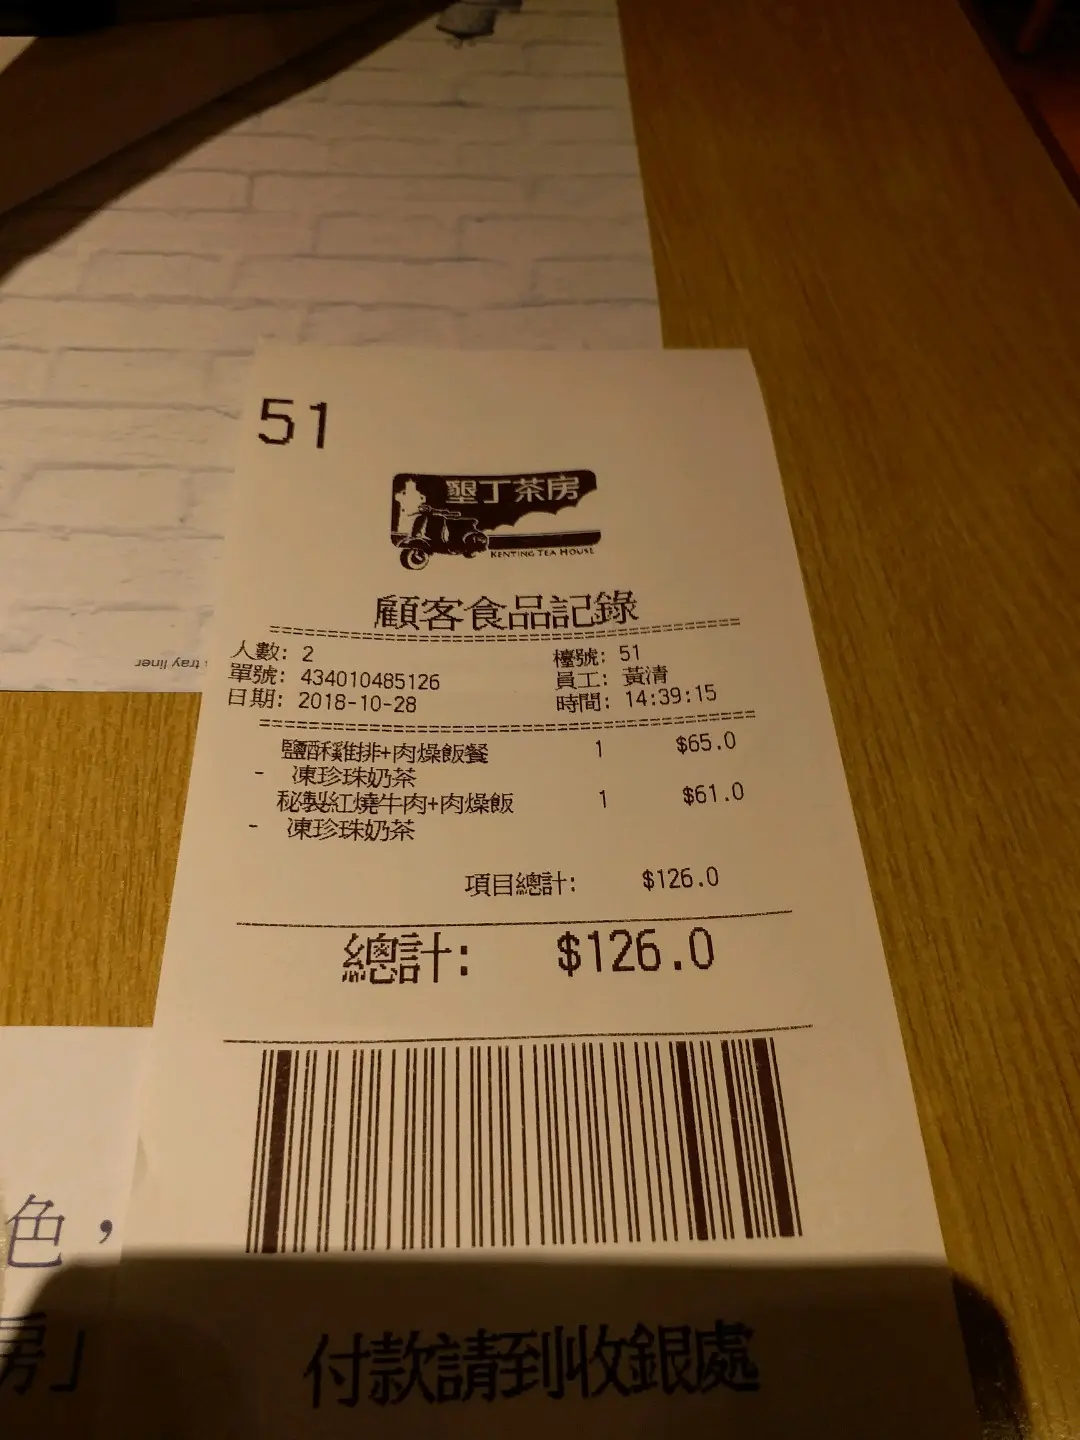 51
墾丁茶房
KENTING TEA HOUSE
顧客食品記錄
人數: 2 檯號: 51
單號: 434010485126 員工: 黃清
日期: 2018-10-28 時間: 14:39:15
鹽酥雞排+肉燥飯餐 1 $65.0
- 凍珍珠奶茶
秘製紅燒牛肉+肉燥飯 1 $61.0
- 凍珍珠奶茶
項目總計: $126.0
總計: $126.0
付款請到收銀處
色，
房」
tray liner